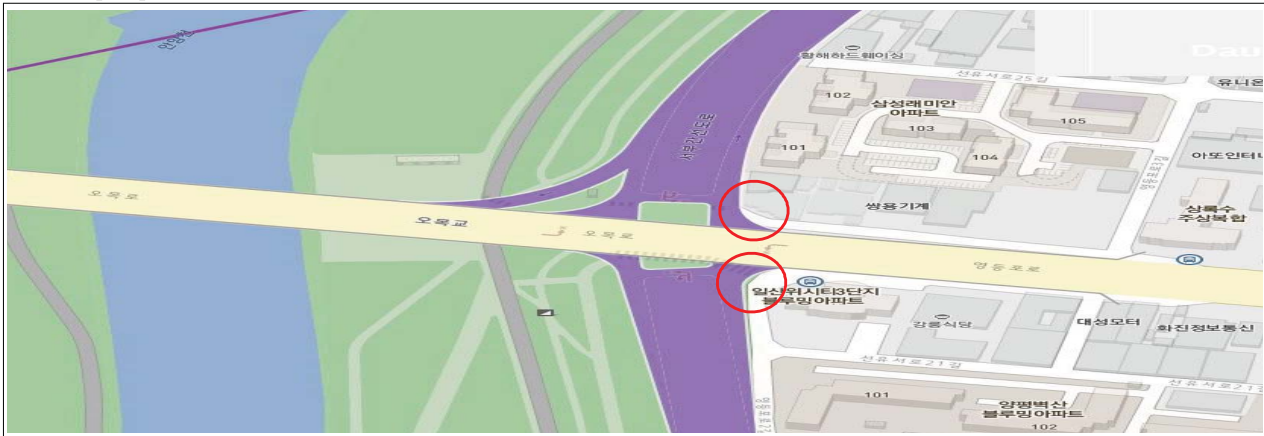 안양천
Dau
황해하드웨이싱
선유서로25길
유니온
102
삼성래미안
아파트
서부간선도로
103
105
101
104
아또인터나
오목로
쌍용기계
상록수
주상복합
오목교
오목로
영등포로
일신위시티3단지
블루밍아파트
강릉식당
대성모터
화진정보통신
선유서로21길
선유서로21길
101
양평벽산
블루밍아파트
102